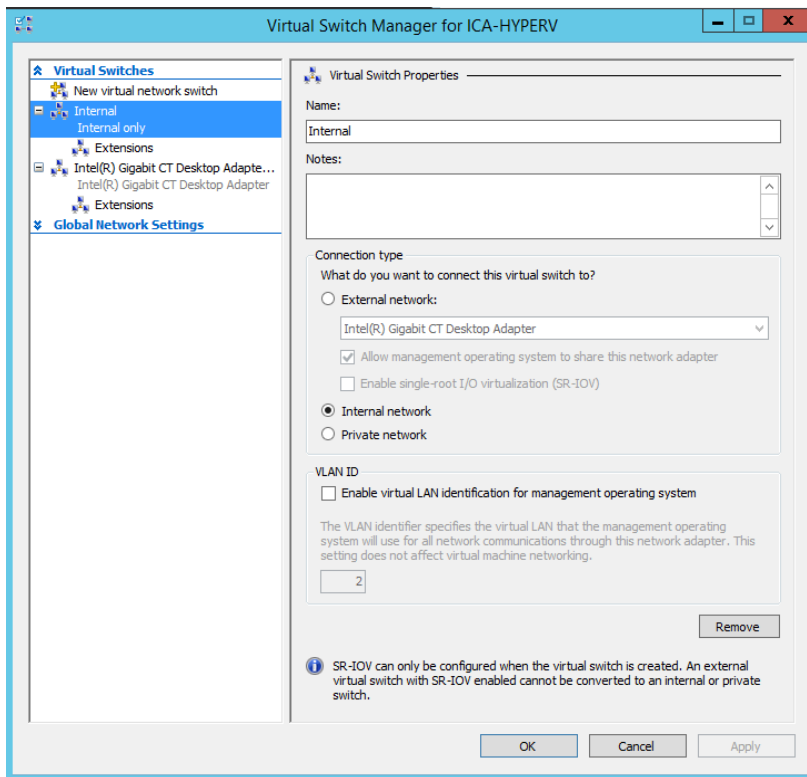 Virtual Switch Manager for ICA-HYPERV
Virtual Switches
New virtual network switch
Internal
Internal only
Extensions
Intel(R) Gigabit CT Desktop Adapte...
Intel(R) Gigabit CT Desktop Adapter
Extensions
Global Network Settings
Virtual Switch Properties
Name:
Internal
Notes:
Connection type
What do you want to connect this virtual switch to?
External network:
Intel(R) Gigabit CT Desktop Adapter
Allow management operating system to share this network adapter
Enable single-root I/O virtualization (SR-IOV)
Internal network
Private network
VLAN ID
Enable virtual LAN identification for management operating system
The VLAN identifier specifies the virtual LAN that the management operating
system will use for all network communications through this network adapter. This
setting does not affect virtual machine networking.
2
Remove
SR-IOV can only be configured when the virtual switch is created. An external
virtual switch with SR-IOV enabled cannot be converted to an internal or private
switch.
OK
Cancel
Apply